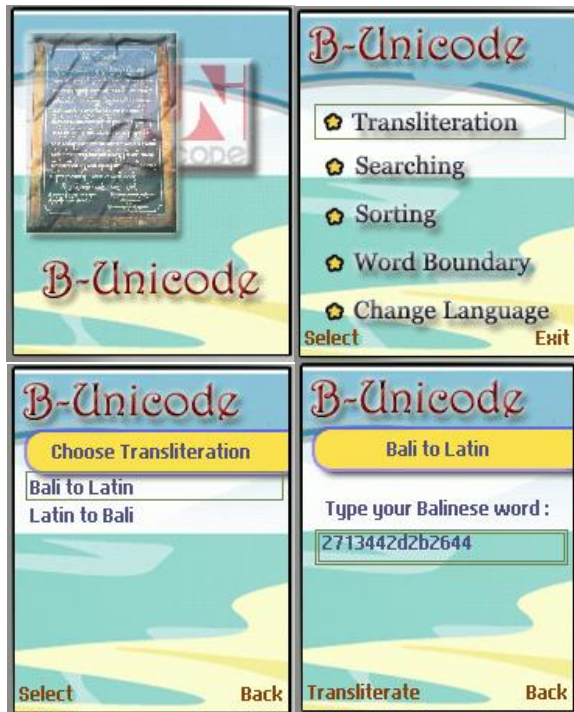 B-Unicode
B-Unicode
Transliteration
Searching
Sorting
Word Boundary
Change Language
Select Exit
B-Unicode
Choose Transliteration
Bali to Latin
Latin to Bali
Select Back
B-Unicode
Bali to Latin
Type your Balinese word :
2713442d2b2644
Transliterate Back